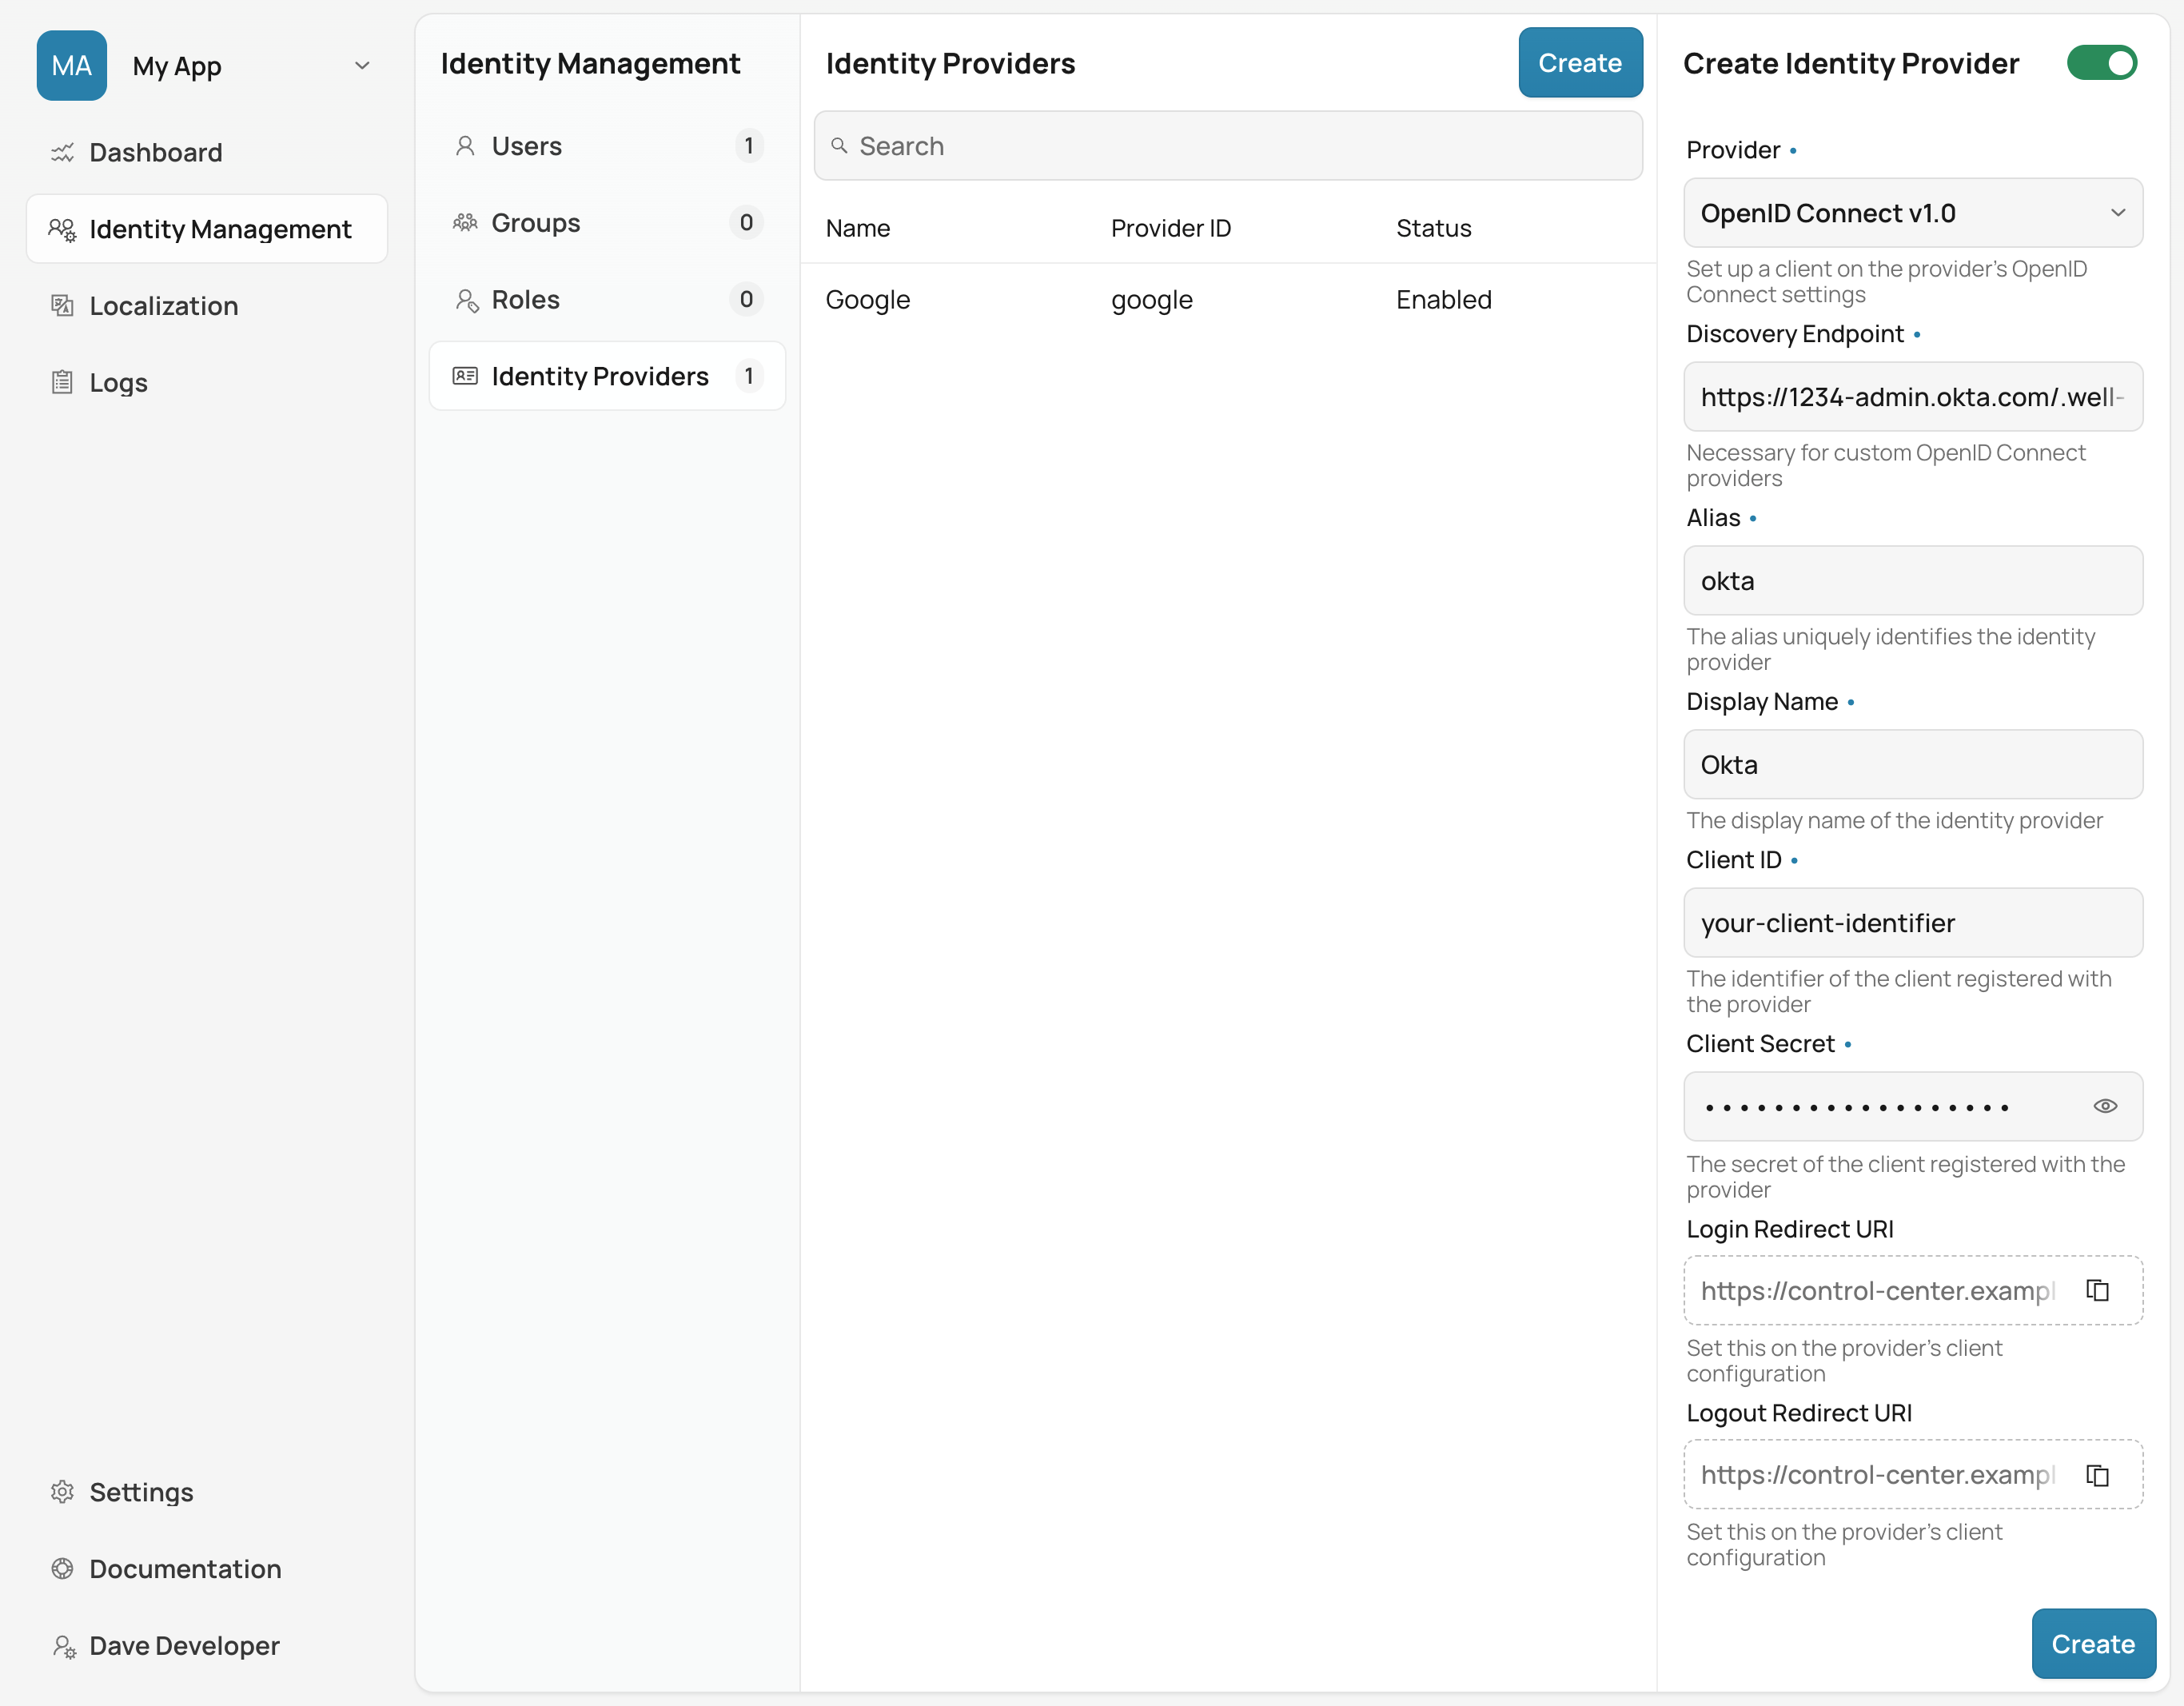 MA
My App
Dashboard
Identity Management
Localization
Logs
Settings
Documentation
Dave Developer
Identity Management
Users 1
Groups 0
Roles 0
Identity Providers 1
Identity Providers
Create
Search
Name Provider ID Status
Google google Enabled
Create Identity Provider
Provider •
OpenID Connect v1.0
Set up a client on the provider's OpenID
Connect settings
Discovery Endpoint •
https://1234-admin.okta.com/.well-
Necessary for custom OpenID Connect
providers
Alias •
okta
The alias uniquely identifies the identity
provider
Display Name •
Okta
The display name of the identity provider
Client ID •
your-client-identifier
The identifier of the client registered with
the provider
Client Secret •
••••••••••••••••••
The secret of the client registered with the
provider
Login Redirect URI
https://control-center.exampl
Set this on the provider's client
configuration
Logout Redirect URI
https://control-center.exampl
Set this on the provider's client
configuration
Create